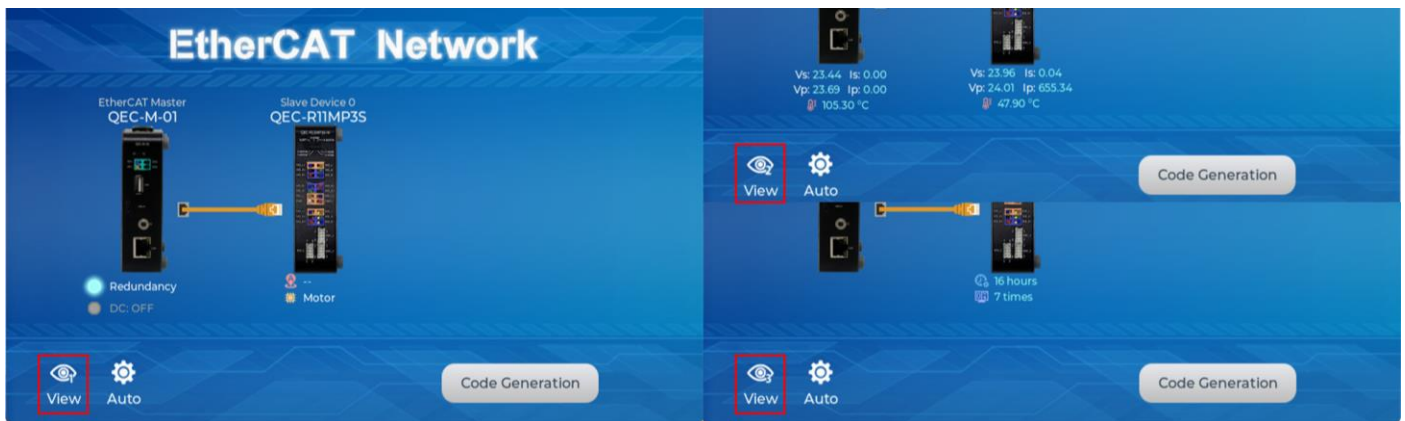 EtherCAT Network
EtherCAT Master
QEC-M-01
Slave Device 0
QEC-R11MP3S
Redundancy
DC: OFF
--
Motor
View
Auto
Code Generation
Vs: 23.44 Is: 0.00
Vp: 23.69 Ip: 0.00
105.30 °C
Vs: 23.96 Is: 0.04
Vp: 24.01 Ip: 655.34
47.90 °C
2
View
Auto
Code Generation
16 hours
7 times
3
View
Auto
Code Generation